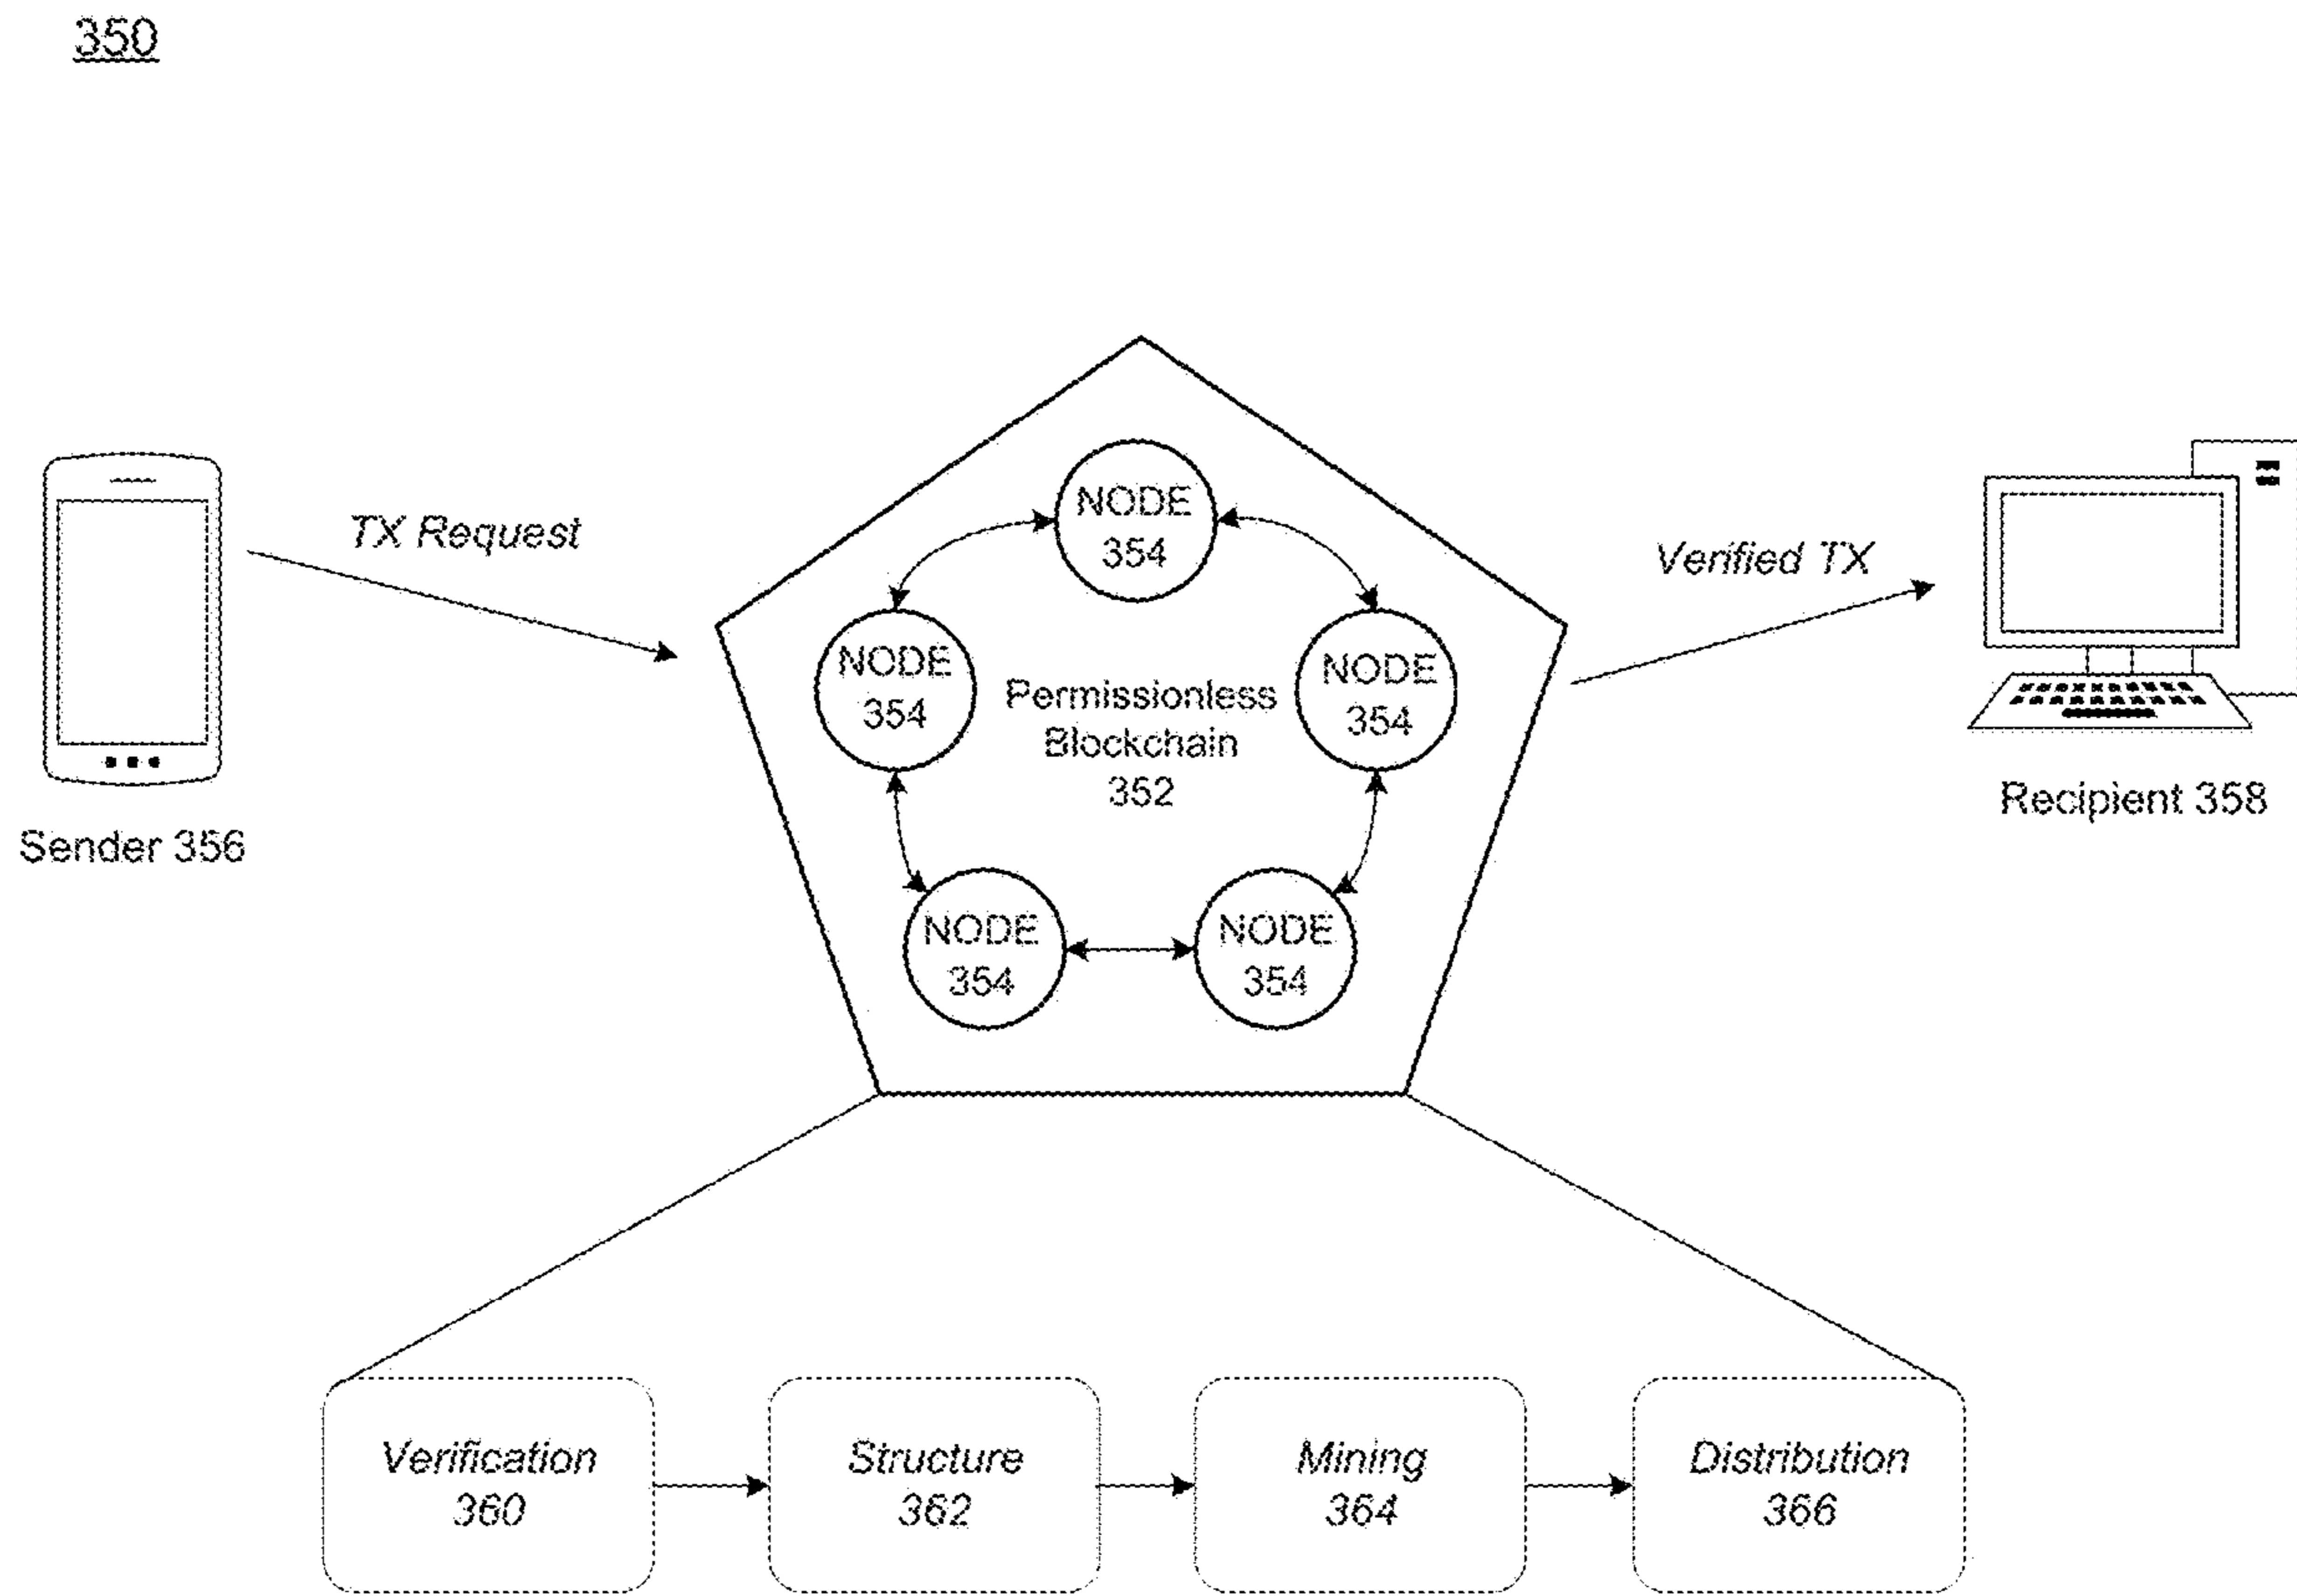 350
TX Request
Verified TX
NODE
354
NODE
354
NODE
354
Permissionless
Blockchain
352
NODE
354
NODE
354
Sender 356
Recipient 358
Verification
360
Structure
362
Mining
364
Distribution
366